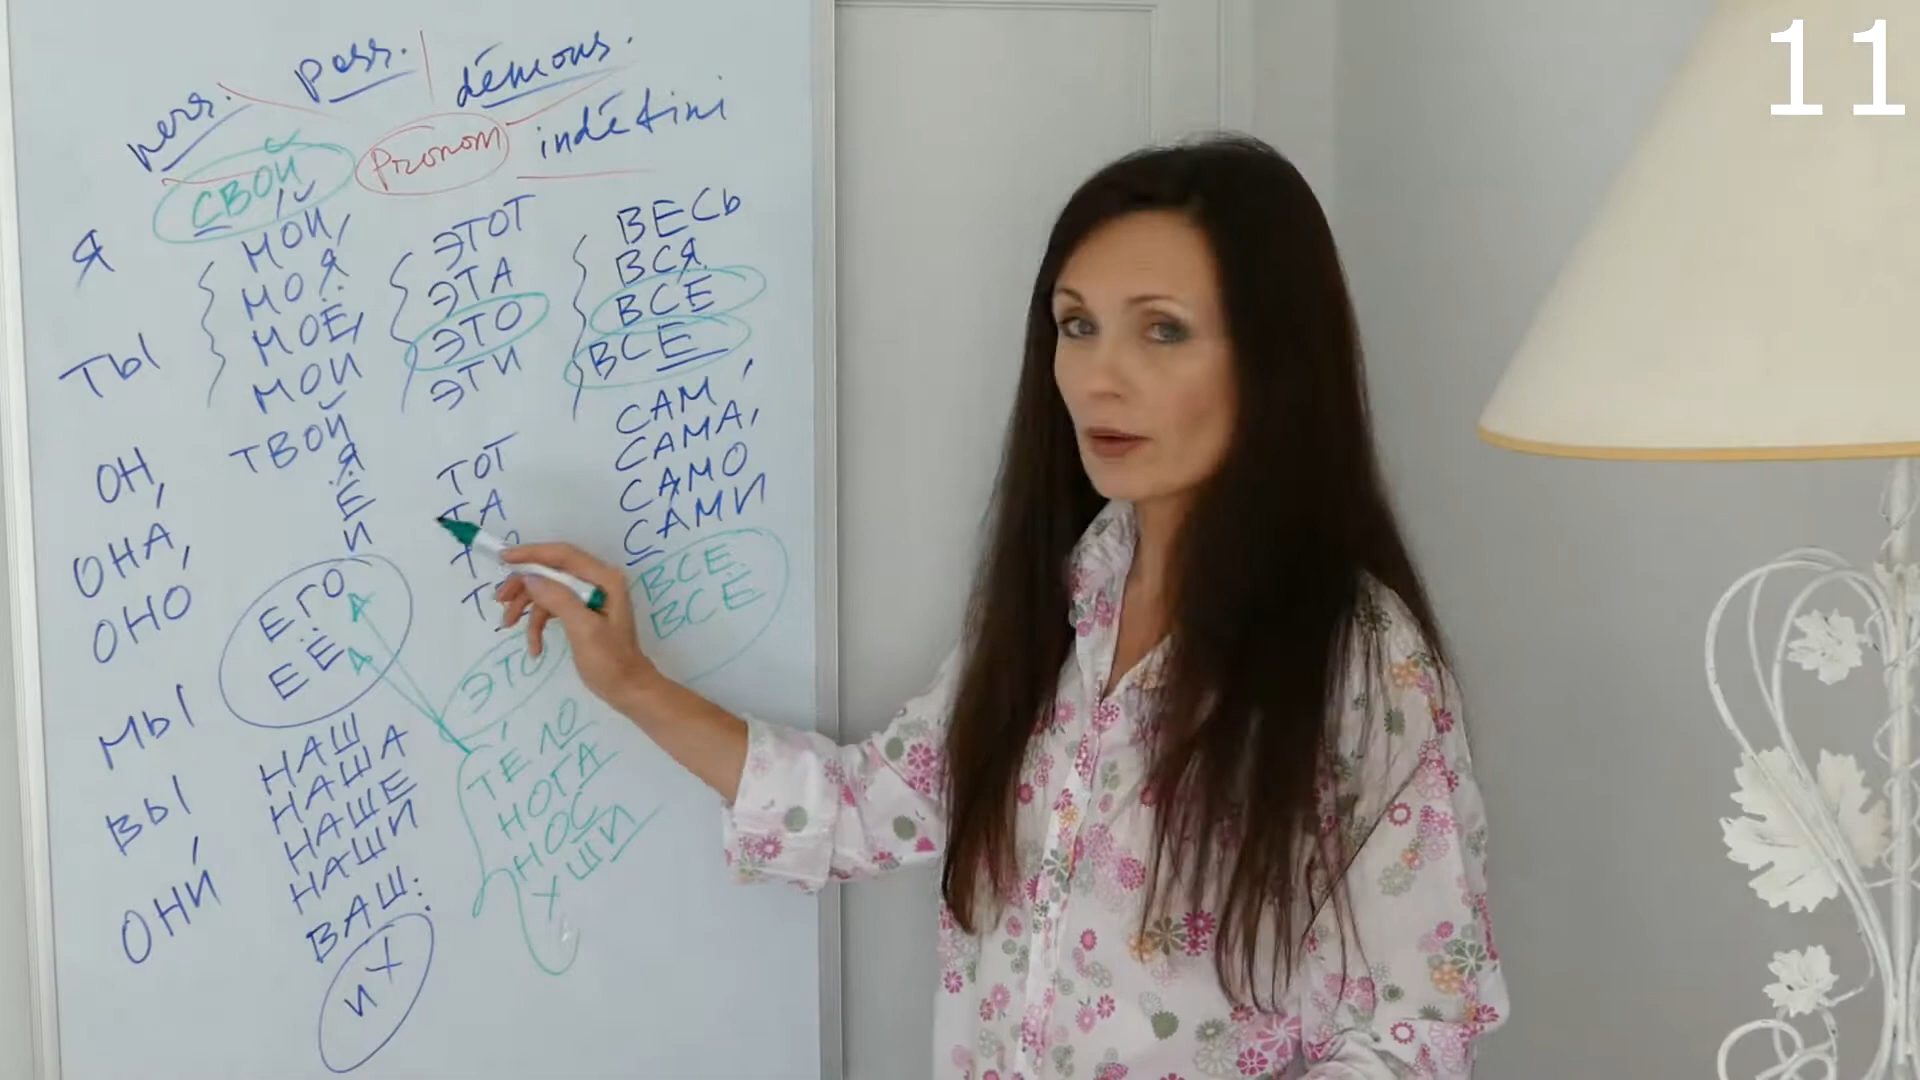 11
pers. poss. démons.
СВОЙ Pronom indéfini
Я
ТЫ
ОН,
ОНА,
ОНО
МЫ
ВЫ
ОНИ
МОЙ,
МОЯ
МОЁ,
МОИ
ТВОЙ
Я
Ё
И
ЕГО
ЕЁ
НАШ
НАША
НАШЕ
НАШИ
ВАШ:
ИХ
ЭТОТ
ЭТА
ЭТО
ЭТИ
ТОТ
ТА
ЭТО
ТЕЛО
НОГА
НОС
УШИ
ВЕСЬ
ВСЯ
ВСЁ
ВСЕ
САМ,
САМА,
САМО
САМИ
ВСЕ
ВСЁ